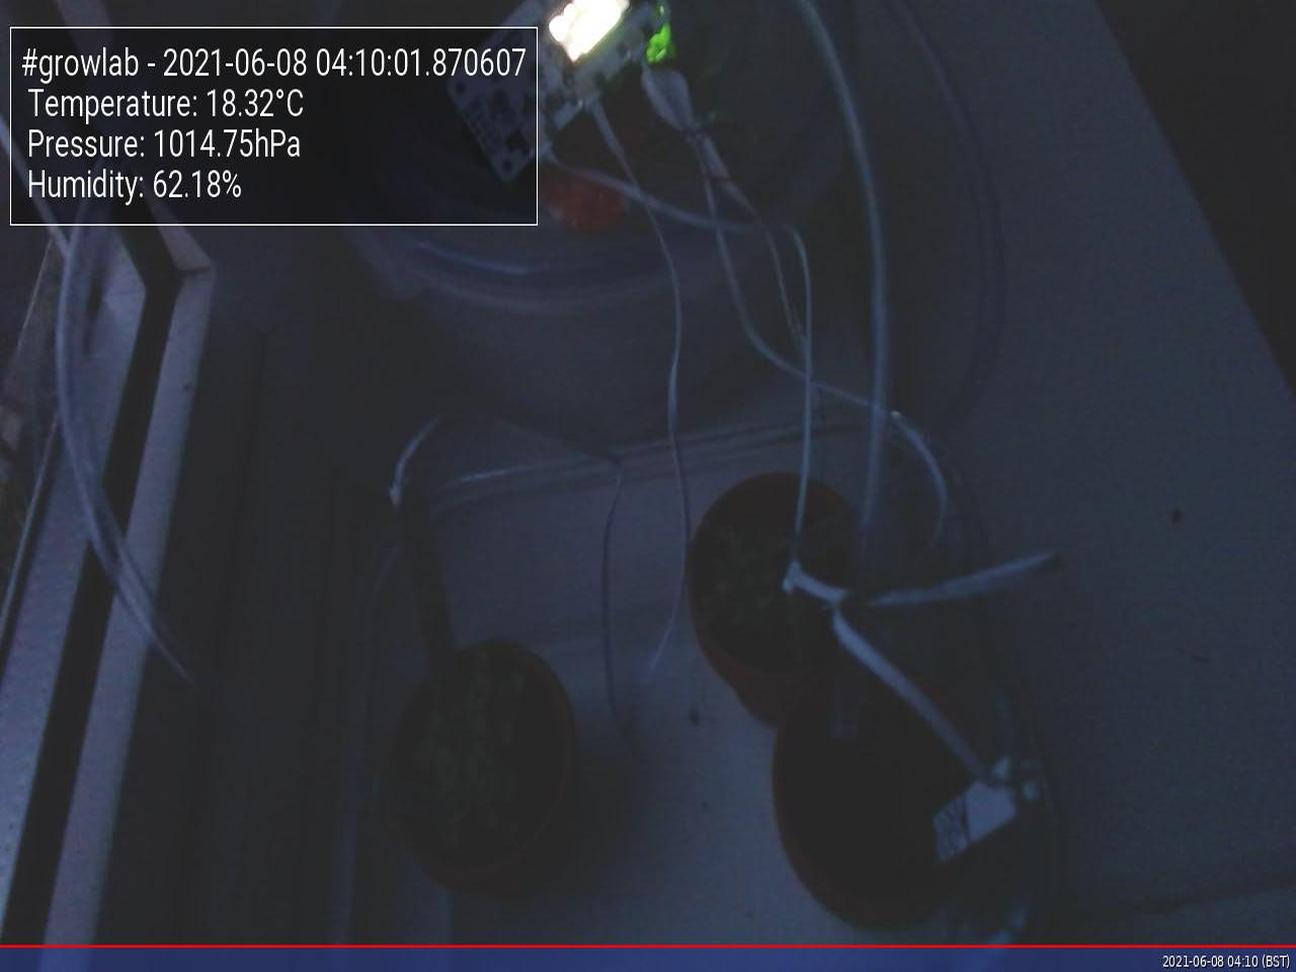 #growlab - 2021-06-08 04:10:01.870607
Temperature: 18.32°C
Pressure: 1014.75hPa
Humidity: 62.18%
2021-06-08 04:10 (BST)